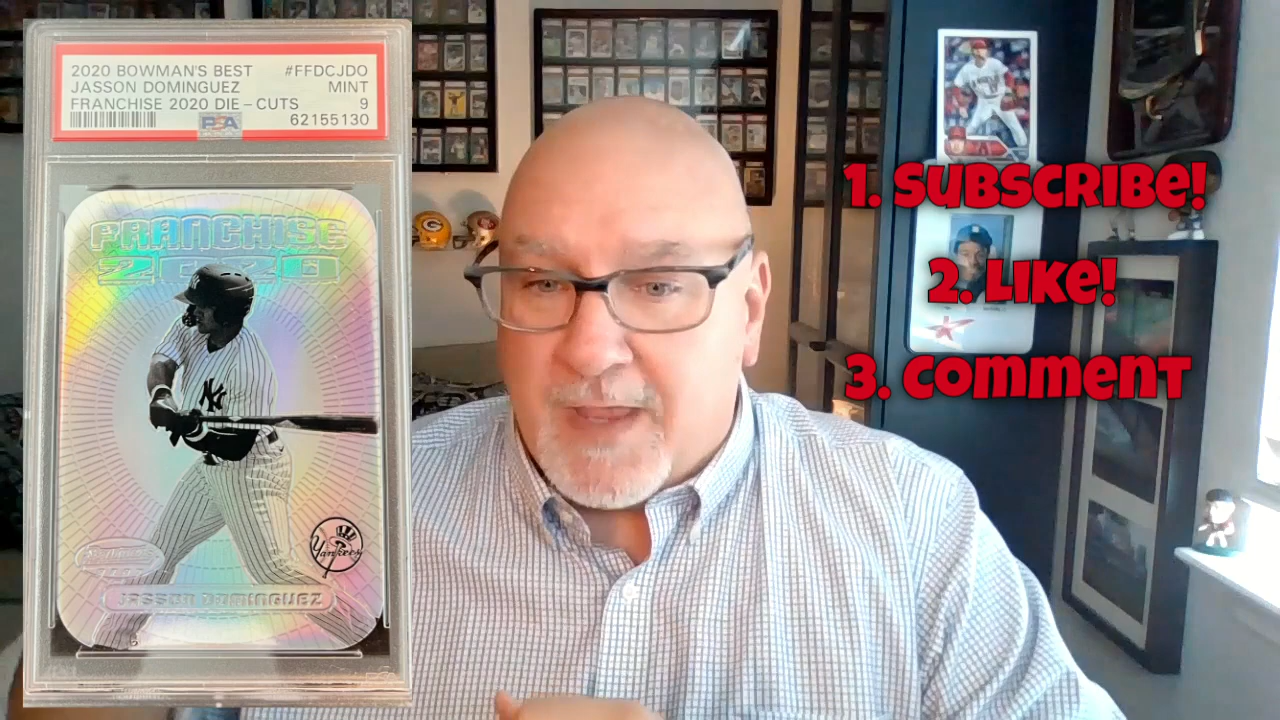 2020 BOWMAN'S BEST #FFDCJDO
JASSON DOMINGUEZ MINT
FRANCHISE 2020 DIE-CUTS 9
PSA 62155130
FRANCHISE
2020
NY
Yankees
JASSON DOMINGUEZ
1. SUBSCRIBE!
2. LIKE!
3. COMMENT